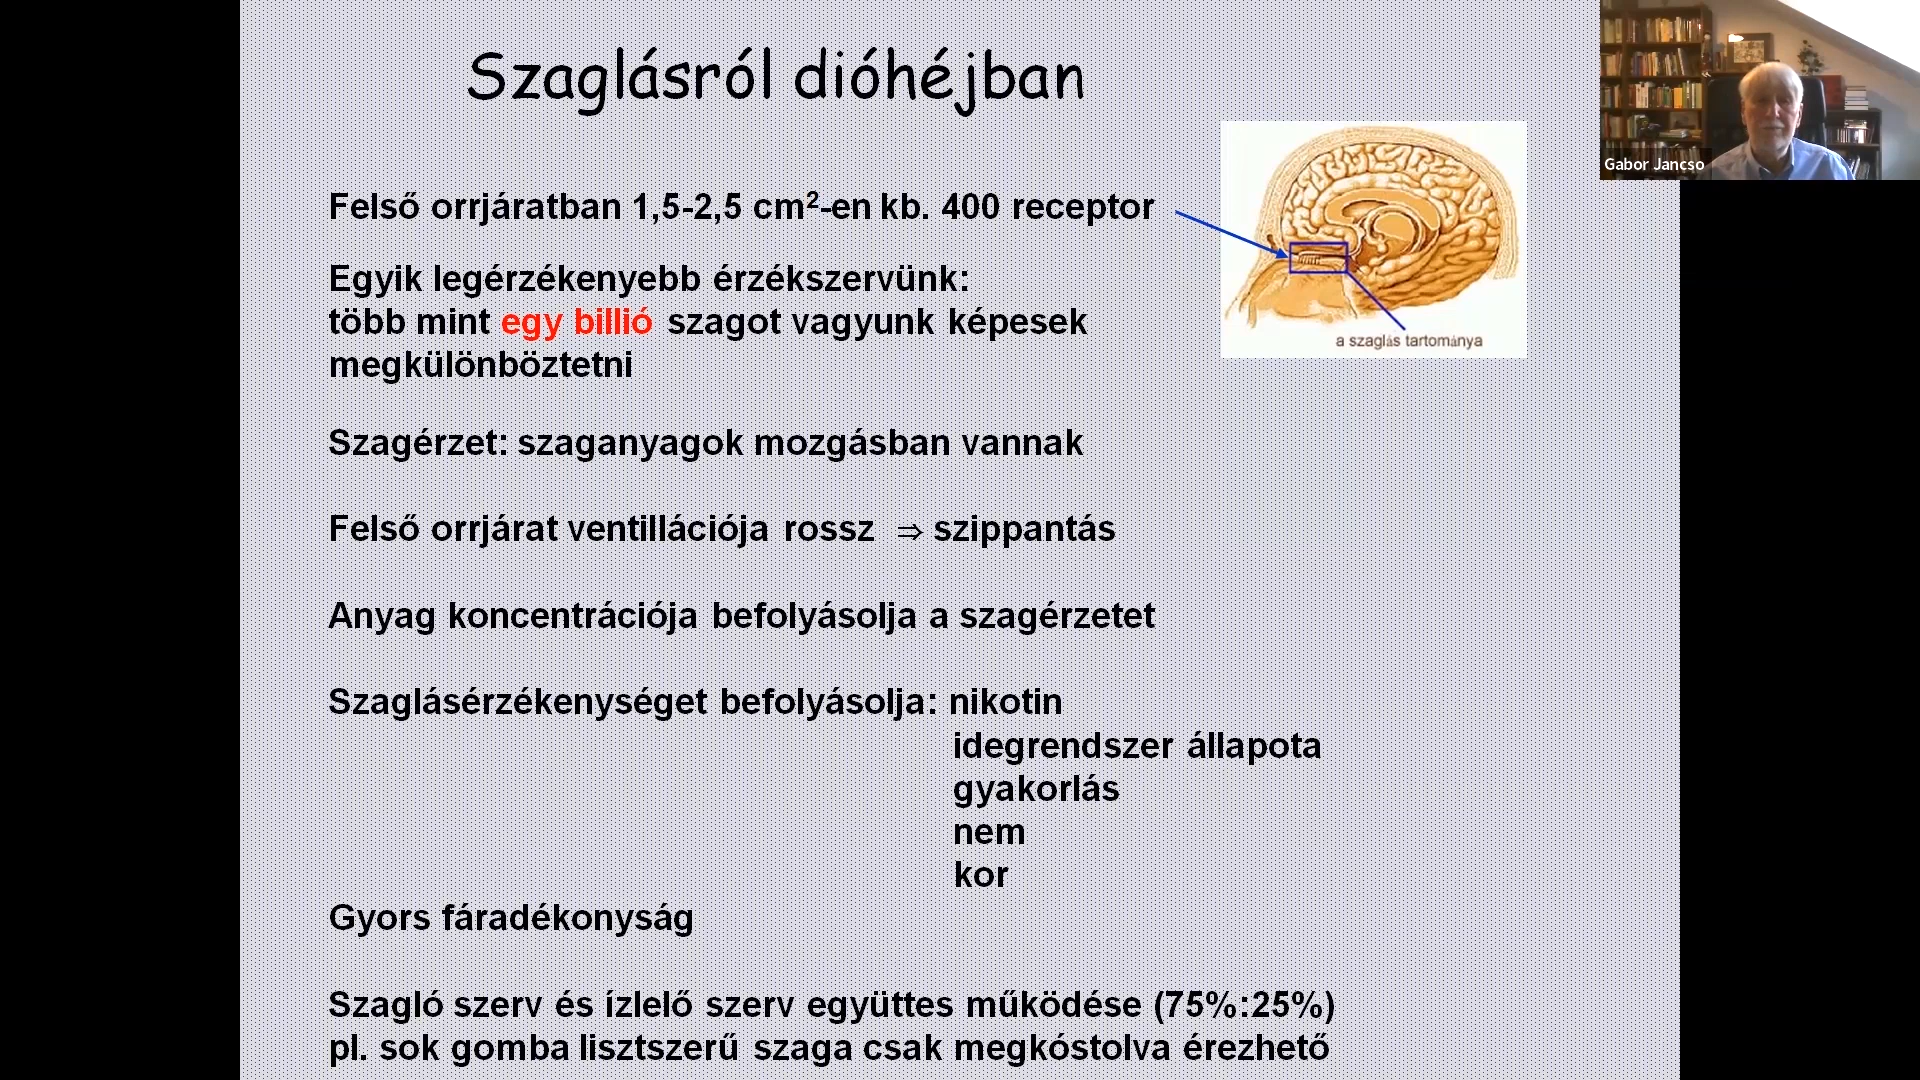 Szaglásról dióhéjban
Gabor Jancso
Felső orrjáratban 1,5-2,5 cm²-en kb. 400 receptor
Egyik legérzékenyebb érzékszervünk:
több mint egy billió szagot vagyunk képesek
megkülönböztetni
a szaglás tartománya
Szagérzet: szaganyagok mozgásban vannak
Felső orrjárat ventillációja rossz ⇒ szippantás
Anyag koncentrációja befolyásolja a szagérzetet
Szaglásérzékenységet befolyásolja: nikotin
idegrendszer állapota
gyakorlás
nem
kor
Gyors fáradékonyság
Szagló szerv és ízlelő szerv együttes működése (75%:25%)
pl. sok gomba lisztszerű szaga csak megkóstolva érezhető